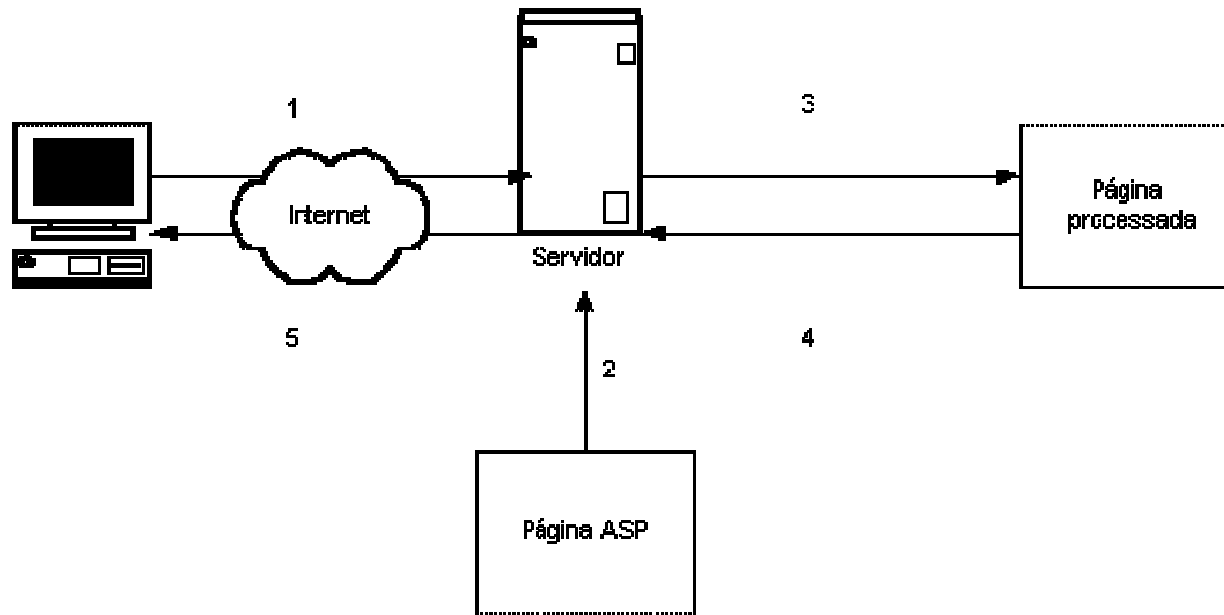 1
3
Internet
Página
processada
Servidor
5
4
2
Página ASP